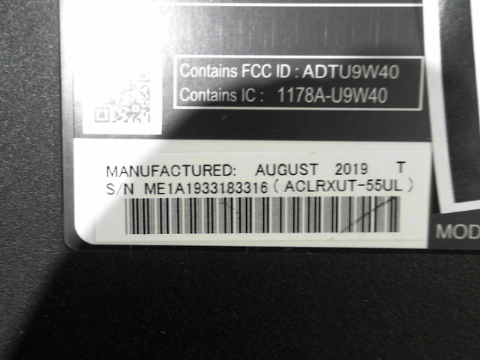 Contains FCC ID : ADTU9W40
Contains IC : 1178A-U9W40
MANUFACTURED: AUGUST 2019 T
S/N ME1A1933183316 ( ACLRXUT-55UL )
MOD